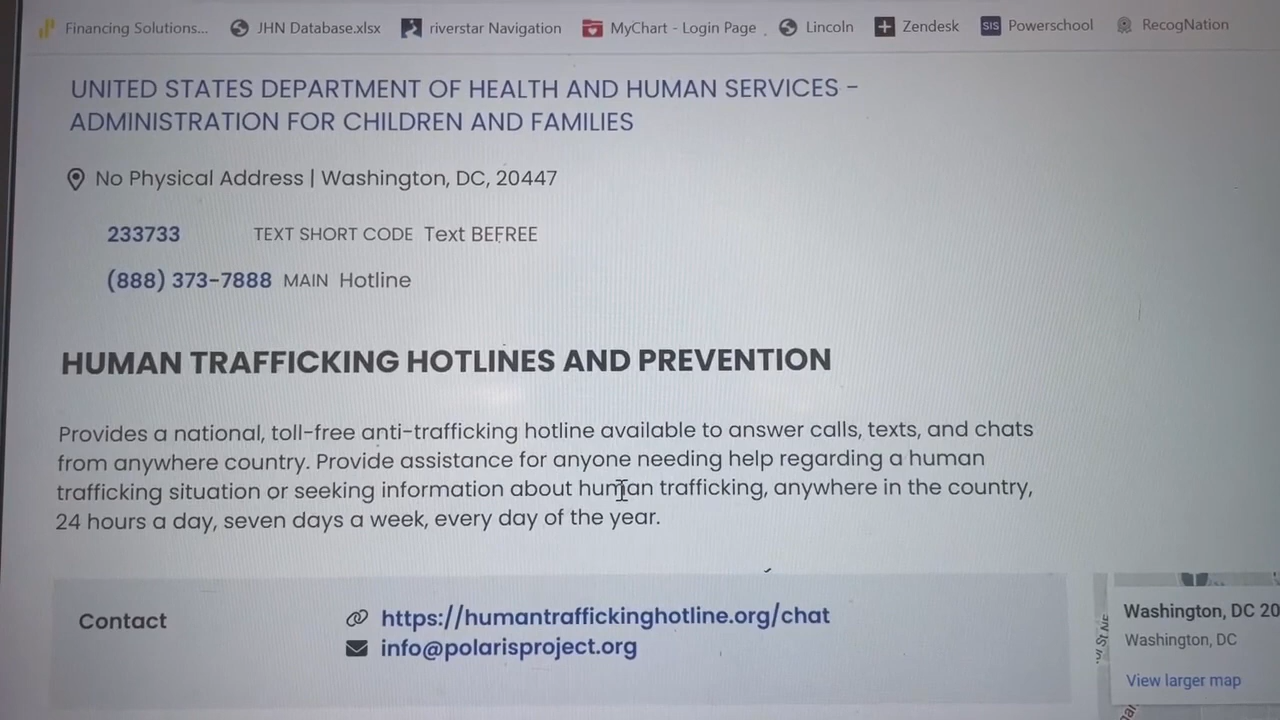 Financing Solutions... JHN Database.xlsx riverstar Navigation MyChart - Login Page Lincoln Zendesk SIS Powerschool RecogNation
UNITED STATES DEPARTMENT OF HEALTH AND HUMAN SERVICES -
ADMINISTRATION FOR CHILDREN AND FAMILIES
No Physical Address | Washington, DC, 20447
233733 TEXT SHORT CODE Text BEFREE
(888) 373-7888 MAIN Hotline
HUMAN TRAFFICKING HOTLINES AND PREVENTION
Provides a national, toll-free anti-trafficking hotline available to answer calls, texts, and chats
from anywhere country. Provide assistance for anyone needing help regarding a human
trafficking situation or seeking information about human trafficking, anywhere in the country,
24 hours a day, seven days a week, every day of the year.
Contact https://humantraffickinghotline.org/chat
info@polarisproject.org
Washington, DC 20
Washington, DC
View larger map